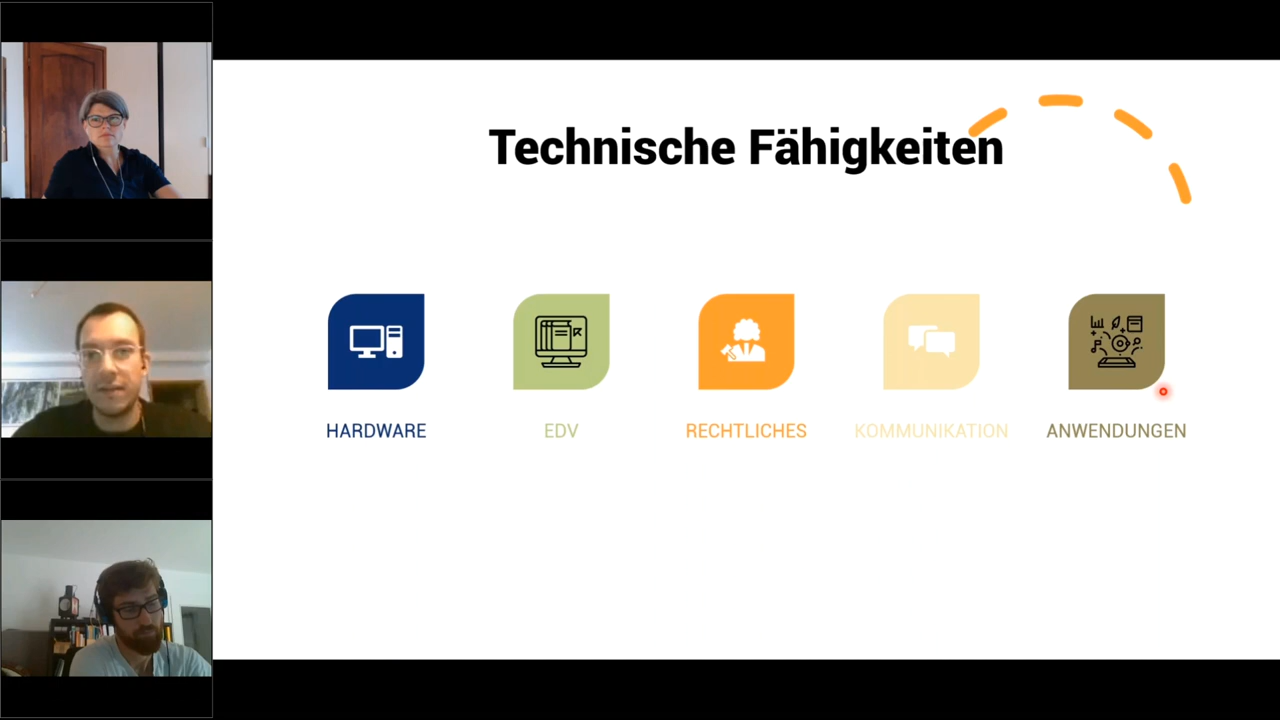 Technische Fähigkeiten
HARDWARE
EDV
RECHTLICHES
KOMMUNIKATION
ANWENDUNGEN